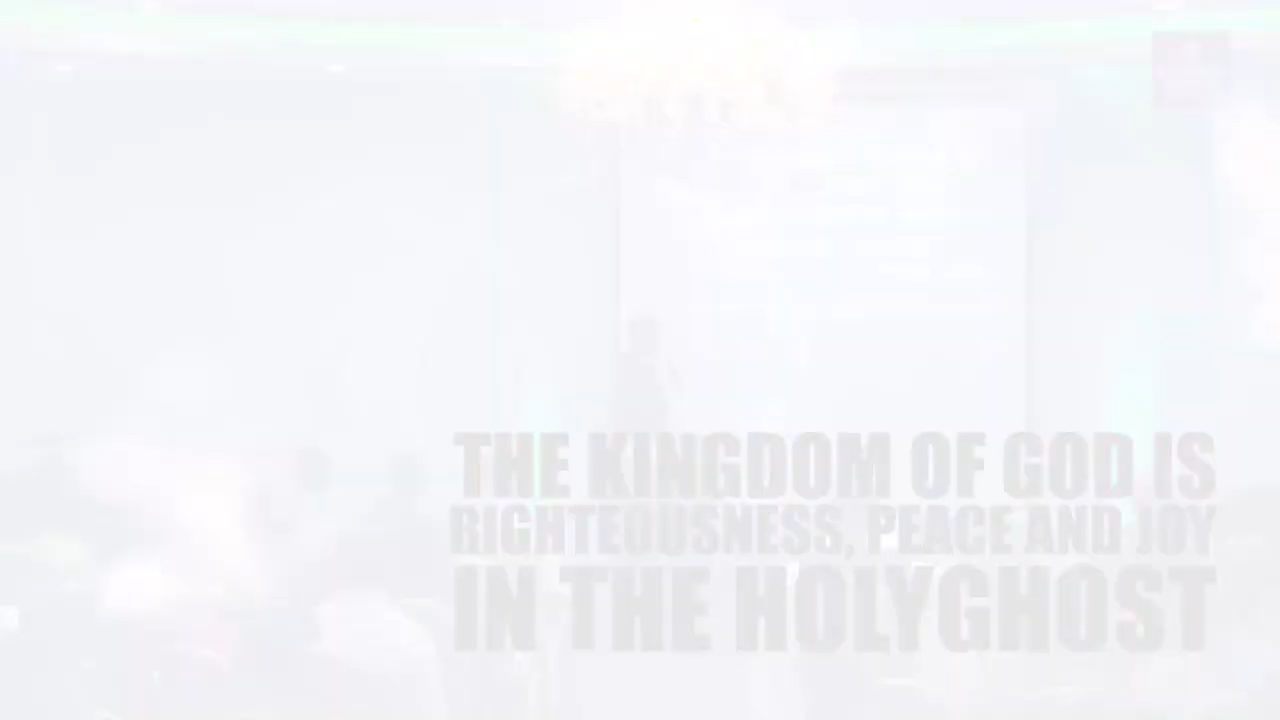 THE KINGDOM OF GOD IS
RIGHTEOUSNESS, PEACE AND JOY
IN THE HOLYGHOST